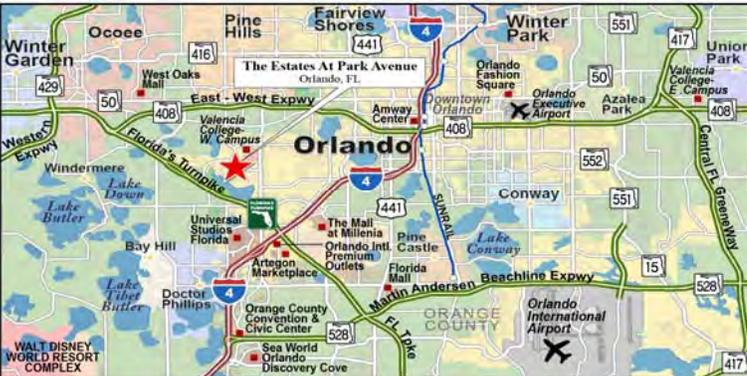 Fairview
Shores
Ocoee
Pine
Hills
4
441
Winter
Park
551
417
Winter
Garden
416
The Estates At Park Avenue
Orlando, FL
Union
Park
West Oaks
Mall
Orlando
Fashion
Square
50
Valencia
College-
E. Campus
429
50
East - West Expwy
Amway
Center
Downtown
Orlando
Orlando
Executive
Airport
Azalea
Park
408
408
Valencia
College-
W. Campus
408
Western
Expwy
Florida's Turnpike
Orlando
552
Central FL GreeneWay
Windermere
Lake
Down
4
Conway
551
Lake
Butler
441
SUNRAIL
Universal
Studios
Florida
The Mall
at Millenia
Bay Hill
Orlando Intl.
Premium
Outlets
Pine
Castle
Lake
Conway
Artegon
Marketplace
15
Lake
Tibet
Butler
Doctor
Phillips
4
Florida
Mall
Martin Andersen Beachline Expwy
528
Orange County
Convention &
Civic Center
528
FL Tpke
ORANGE
COUNTY
Orlando
International
Airport
WALT DISNEY
WORLD RESORT
COMPLEX
Sea World
Orlando
Discovery Cove
417